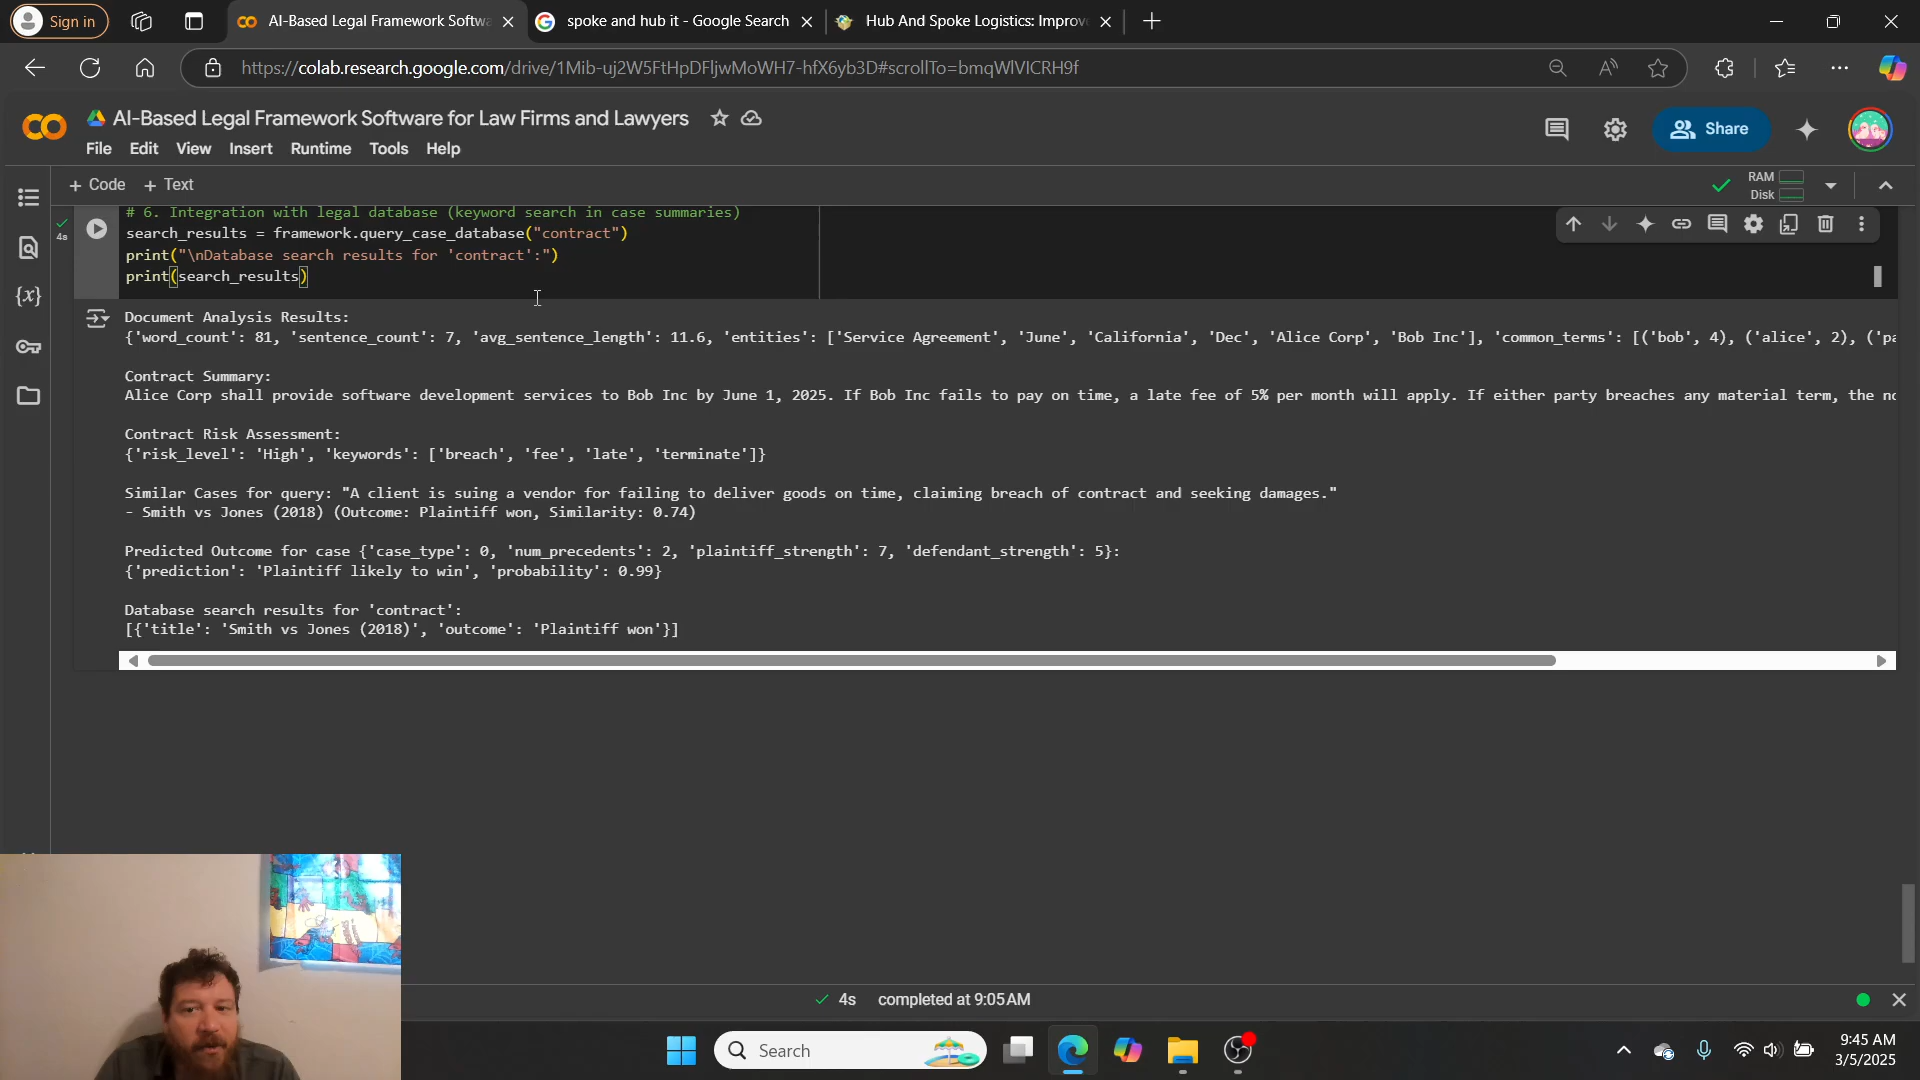 Sign in
AI-Based Legal Framework Softwa
spoke and hub it - Google Search
Hub And Spoke Logistics: Improve
https://colab.research.google.com/drive/1Mib-uj2W5FtHpDFljwMoWH7-hfX6yb3D#scrollTo=bmqWlVICRH9f
AI-Based Legal Framework Software for Law Firms and Lawyers
File Edit View Insert Runtime Tools Help
Share
+ Code + Text
RAM
Disk
4s
# 6. Integration with legal database (keyword search in case summaries)
search_results = framework.query_case_database("contract")
print("\nDatabase search results for 'contract':")
print(search_results)
Document Analysis Results:
{'word_count': 81, 'sentence_count': 7, 'avg_sentence_length': 11.6, 'entities': ['Service Agreement', 'June', 'California', 'Dec', 'Alice Corp', 'Bob Inc'], 'common_terms': [('bob', 4), ('alice', 2), ('pa
Contract Summary:
Alice Corp shall provide software development services to Bob Inc by June 1, 2025. If Bob Inc fails to pay on time, a late fee of 5% per month will apply. If either party breaches any material term, the no
Contract Risk Assessment:
{'risk_level': 'High', 'keywords': ['breach', 'fee', 'late', 'terminate']}
Similar Cases for query: "A client is suing a vendor for failing to deliver goods on time, claiming breach of contract and seeking damages."
- Smith vs Jones (2018) (Outcome: Plaintiff won, Similarity: 0.74)
Predicted Outcome for case {'case_type': 0, 'num_precedents': 2, 'plaintiff_strength': 7, 'defendant_strength': 5}:
{'prediction': 'Plaintiff likely to win', 'probability': 0.99}
Database search results for 'contract':
[{'title': 'Smith vs Jones (2018)', 'outcome': 'Plaintiff won'}]
4s completed at 9:05 AM
Search
9:45 AM
3/5/2025